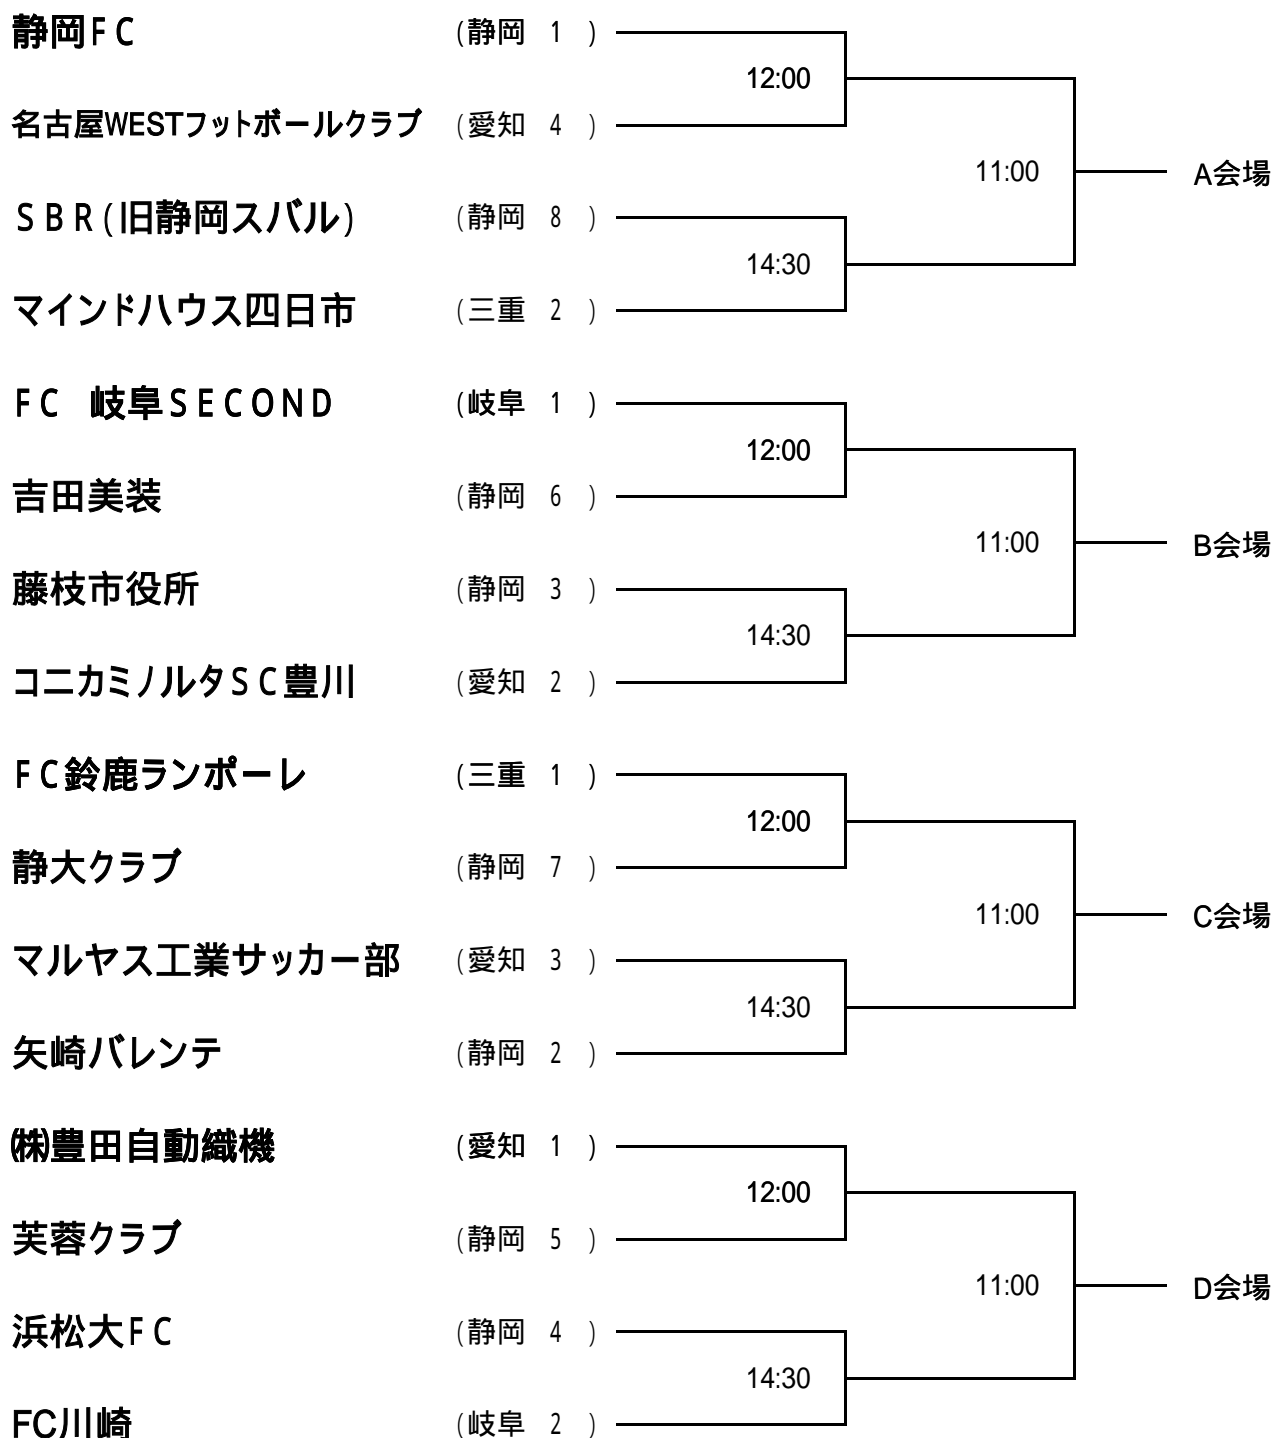 静岡FC (静岡 1 )
12:00
名古屋WESTフットボールクラブ (愛知 4 )
11:00 A会場
SBR(旧静岡スバル) (静岡 8 )
14:30
マインドハウス四日市 (三重 2 )
FC 岐阜SECOND (岐阜 1 )
12:00
吉田美装 (静岡 6 )
11:00 B会場
藤枝市役所 (静岡 3 )
14:30
コニカミノルタSC豊川 (愛知 2 )
FC鈴鹿ランポーレ (三重 1 )
12:00
静大クラブ (静岡 7 )
11:00 C会場
マルヤス工業サッカー部 (愛知 3 )
14:30
矢崎バレンテ (静岡 2 )
㈱豊田自動織機 (愛知 1 )
12:00
芙蓉クラブ (静岡 5 )
11:00 D会場
浜松大FC (静岡 4 )
14:30
FC川崎 (岐阜 2 )